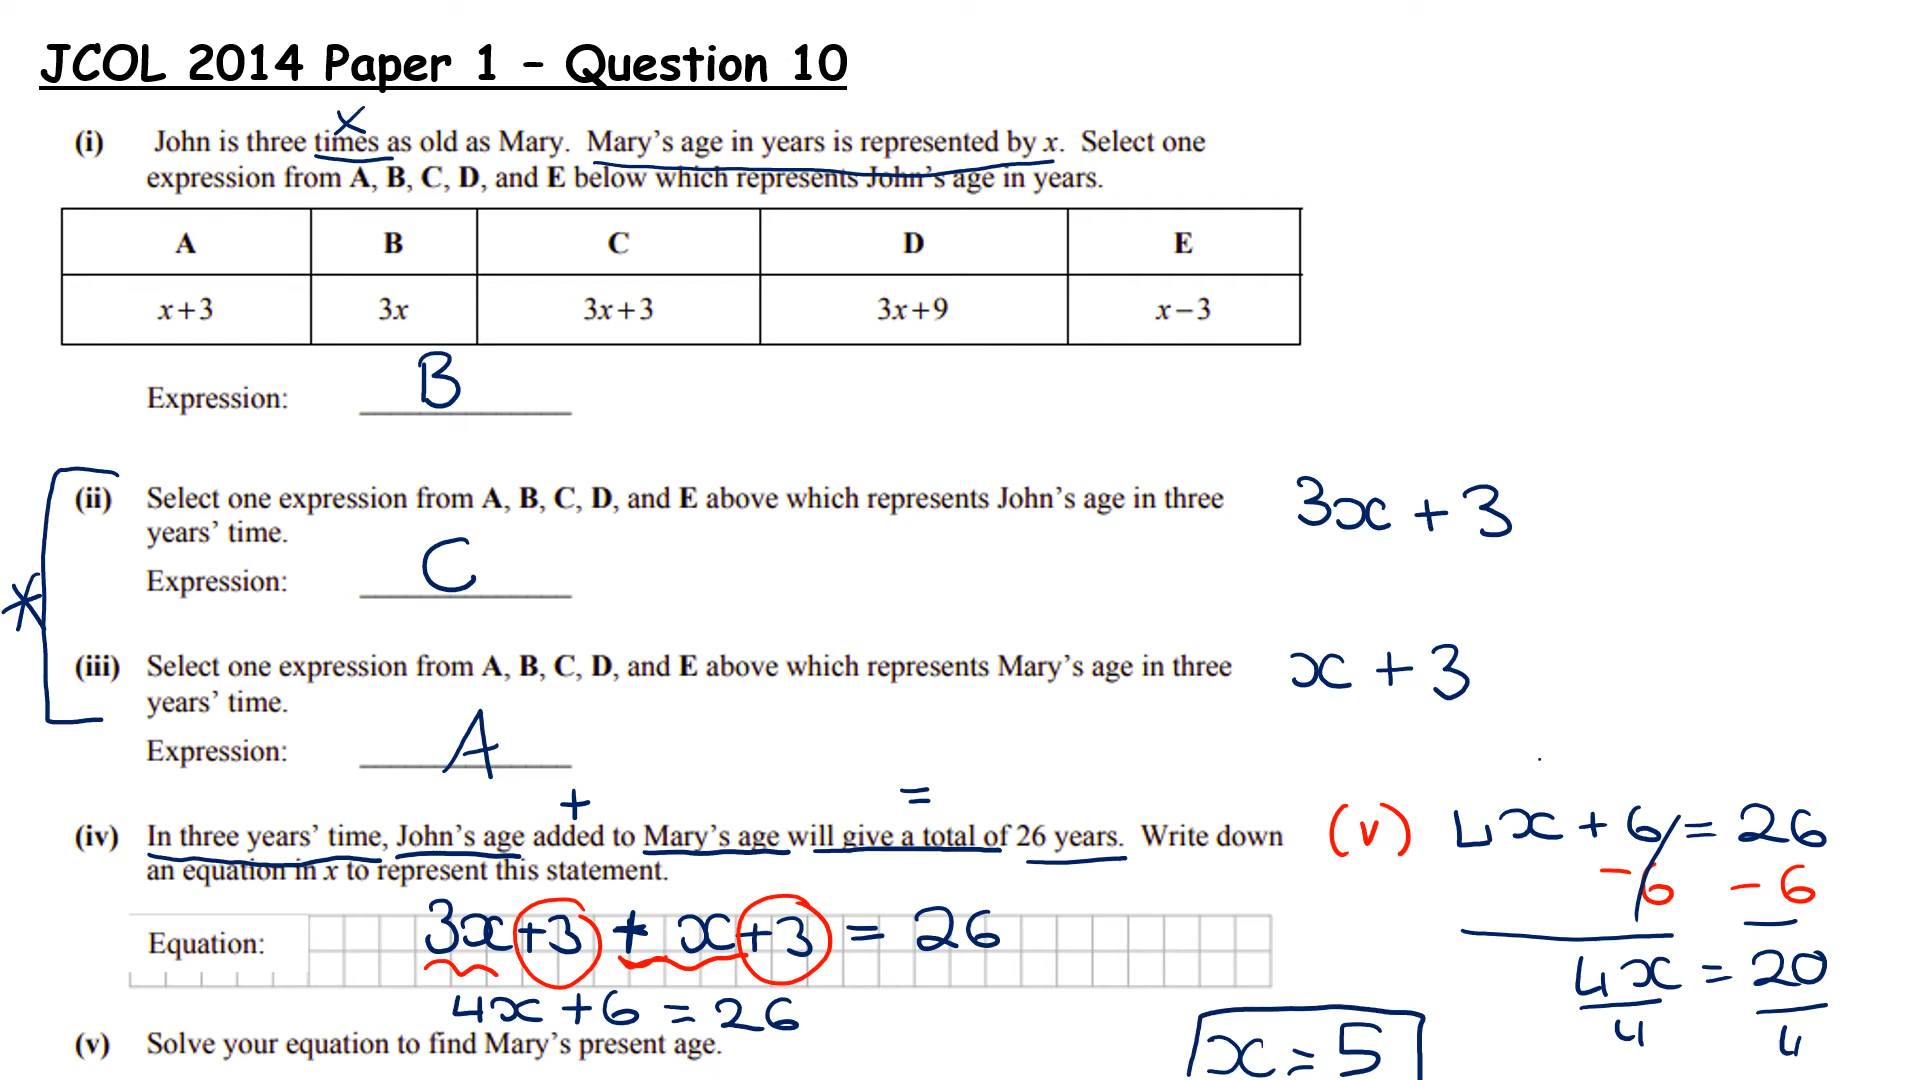 JCOL 2014 Paper 1 - Question 10
×
(i) John is three times as old as Mary. Mary's age in years is represented by x. Select one
expression from A, B, C, D, and E below which represents John's age in years.
A B C D E
x+3 3x 3x+3 3x+9 x−3
Expression: B
(ii) Select one expression from A, B, C, D, and E above which represents John's age in three
years' time.
3x + 3
Expression: C
*
(iii) Select one expression from A, B, C, D, and E above which represents Mary's age in three
years' time.
x + 3
Expression: A
+ =
(iv) In three years' time, John's age added to Mary's age will give a total of 26 years. Write down
an equation in x to represent this statement.
Equation: 3x +3 + x +3 = 26
4x + 6 = 26
(v) Solve your equation to find Mary's present age.
(v) 4x + 6 = 26
-6 -6
4x = 20
4 4
x = 5